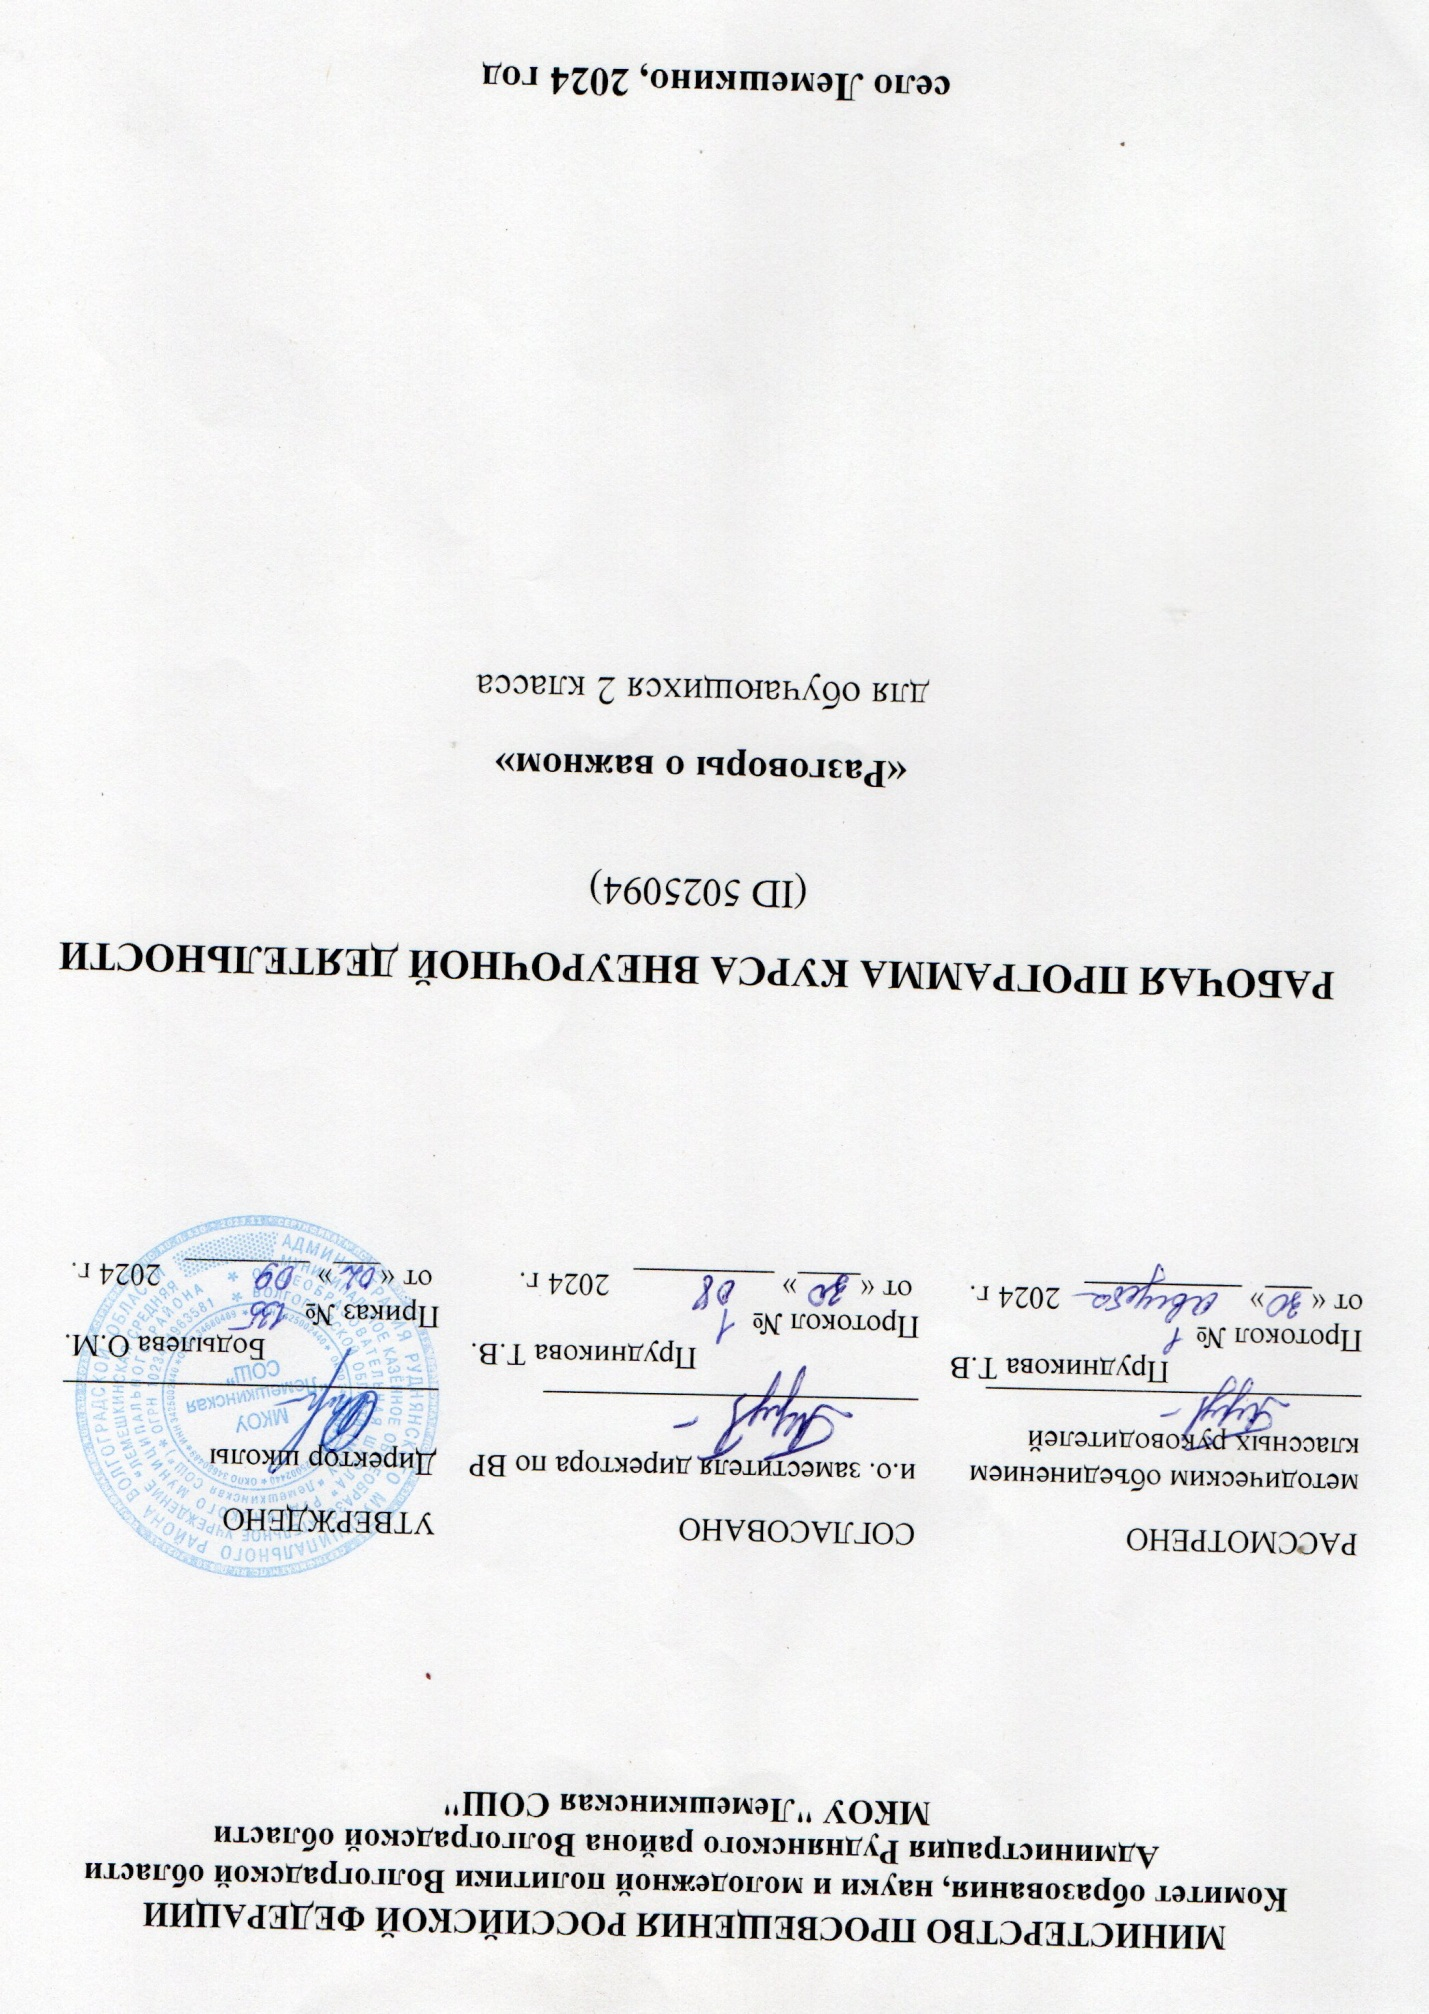 МИНИСТЕРСТВО ПРОСВЕЩЕНИЯ РОССИЙСКОЙ ФЕДЕРАЦИИ
Комитет образования, науки и молодежной политики Волгоградской области
Администрация Руднянского района Волгоградской области
МКОУ "Лемешкинская СОШ"
РАССМОТРЕНО
методическим объединением
классных руководителей
Прудникова Т.В
Протокол № 1
от «30» августа 2024 г.
СОГЛАСОВАНО
и.о. заместителя директора по ВР
Прудникова Т.В.
Протокол № 1
от «30» 08 2024 г.
УТВЕРЖДЕНО
Директор школы
Бодылева О.М.
Приказ № 135
от «02» 09 2024 г.
МКОУ
"Лемешкинская
СОШ"
РАБОЧАЯ ПРОГРАММА КУРСА ВНЕУРОЧНОЙ ДЕЯТЕЛЬНОСТИ
(ID 5025094)
«Разговоры о важном»
для обучающихся 2 класса
село Лемешкино, 2024 год